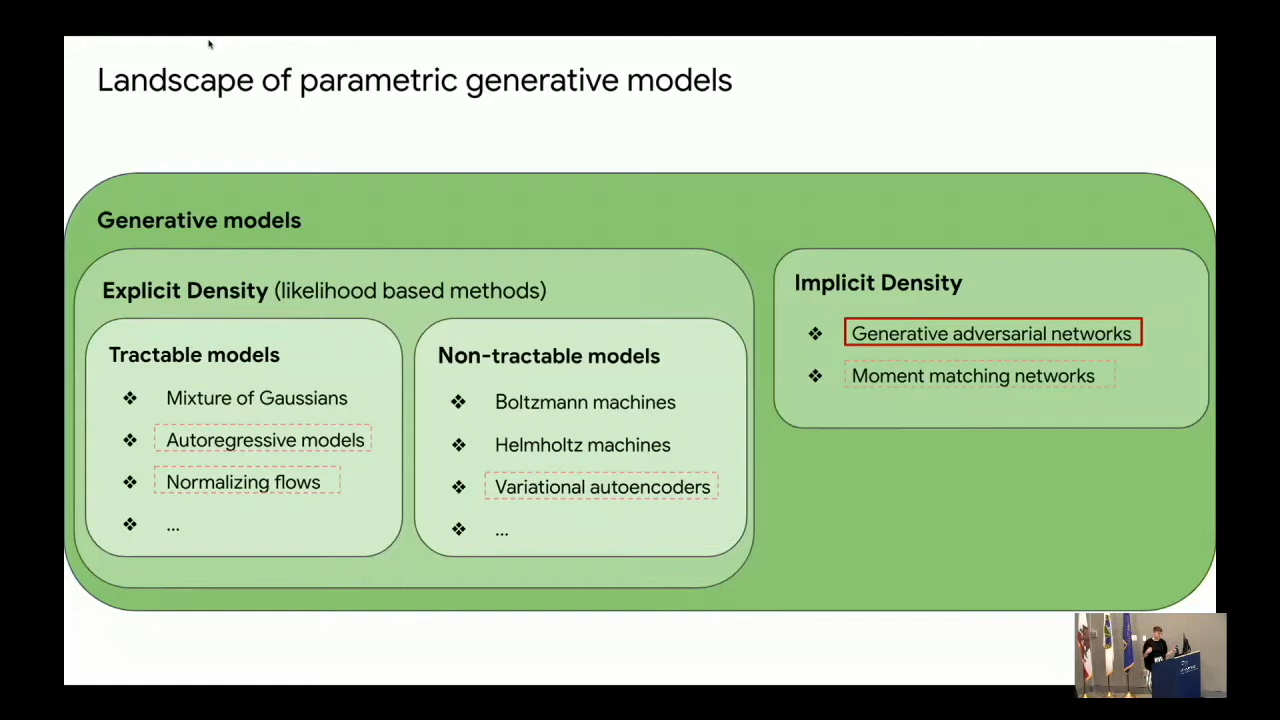 Landscape of parametric generative models
Generative models
Explicit Density (likelihood based methods)
Tractable models
❖ Mixture of Gaussians
❖ Autoregressive models
❖ Normalizing flows
❖ ...
Non-tractable models
❖ Boltzmann machines
❖ Helmholtz machines
❖ Variational autoencoders
❖ ...
Implicit Density
❖ Generative adversarial networks
❖ Moment matching networks